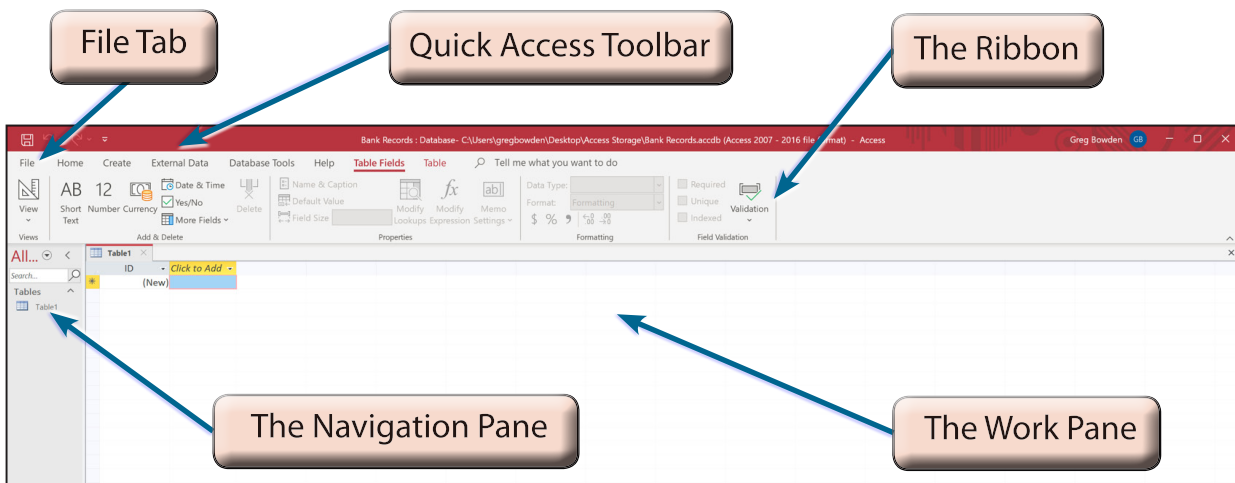 File Tab
Quick Access Toolbar
The Ribbon
Bank Records : Database- C:\Users\gregbowden\Desktop\Access Storage\Bank Records.accdb (Access 2007 - 2016 file format) - Access
Greg Bowden GB
File Home Create External Data Database Tools Help Table Fields Table Tell me what you want to do
View
AB
Short Text
12
Number
Currency
Date & Time
Yes/No
More Fields
Delete
Name & Caption
Default Value
Field Size
Modify Lookups
fx
Modify Expression
ab
Memo Settings
Data Type:
Format: Formatting
$ % 9
Required
Unique
Indexed
Validation
Views Add & Delete Properties Formatting Field Validation
All...
Search...
Tables
Table1
Table1
ID Click to Add
(New)
The Navigation Pane
The Work Pane